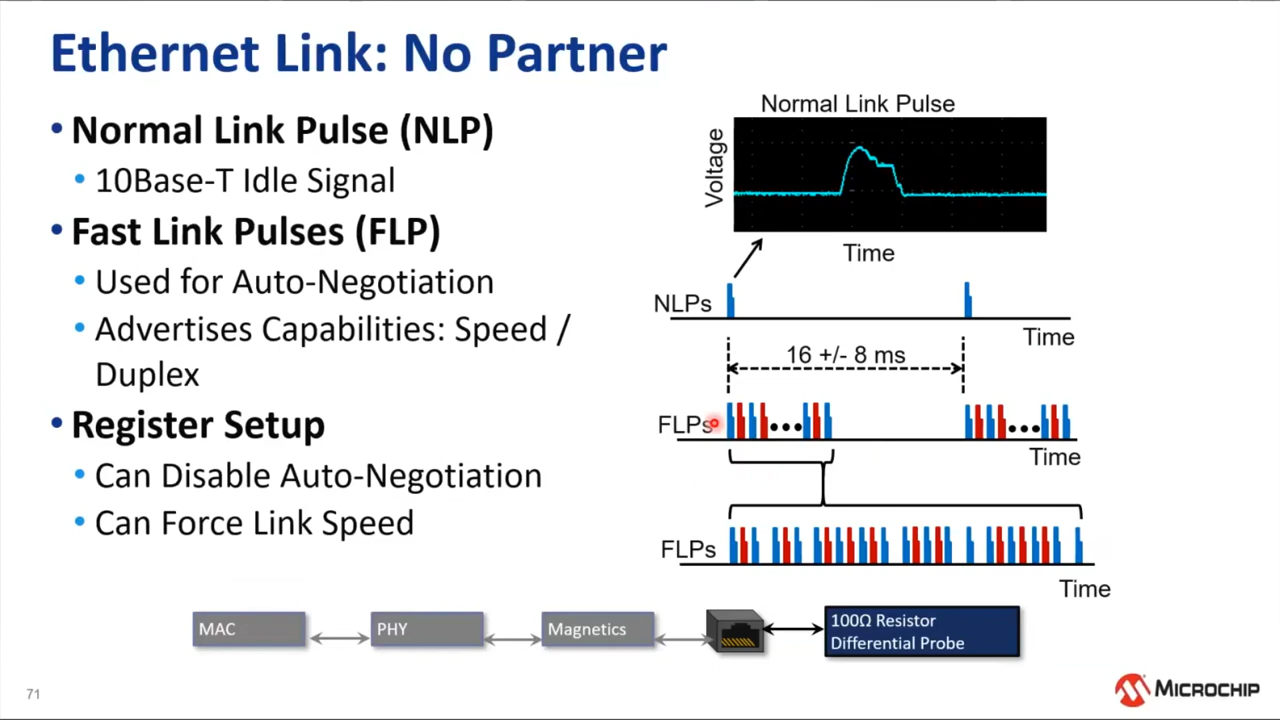 Ethernet Link: No Partner
• Normal Link Pulse (NLP)
• 10Base-T Idle Signal
• Fast Link Pulses (FLP)
• Used for Auto-Negotiation
• Advertises Capabilities: Speed /
Duplex
• Register Setup
• Can Disable Auto-Negotiation
• Can Force Link Speed
Normal Link Pulse
Voltage
Time
NLPs
Time
16 +/- 8 ms
FLPs
Time
FLPs
Time
MAC
PHY
Magnetics
100Ω Resistor
Differential Probe
71
MICROCHIP